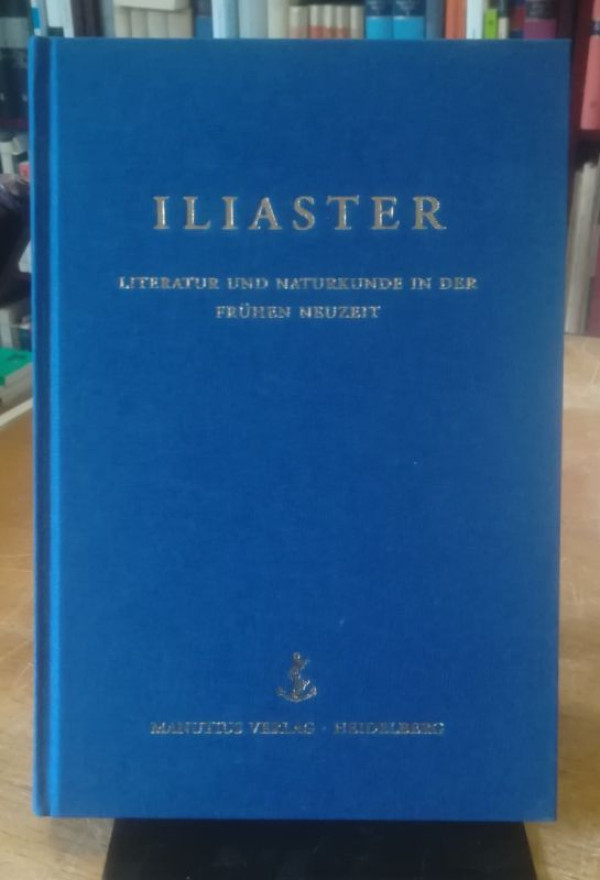 ILIASTER
LITERATUR UND NATURKUNDE IN DER
FRÜHEN NEUZEIT
MANUTIUS VERLAG · HEIDELBERG